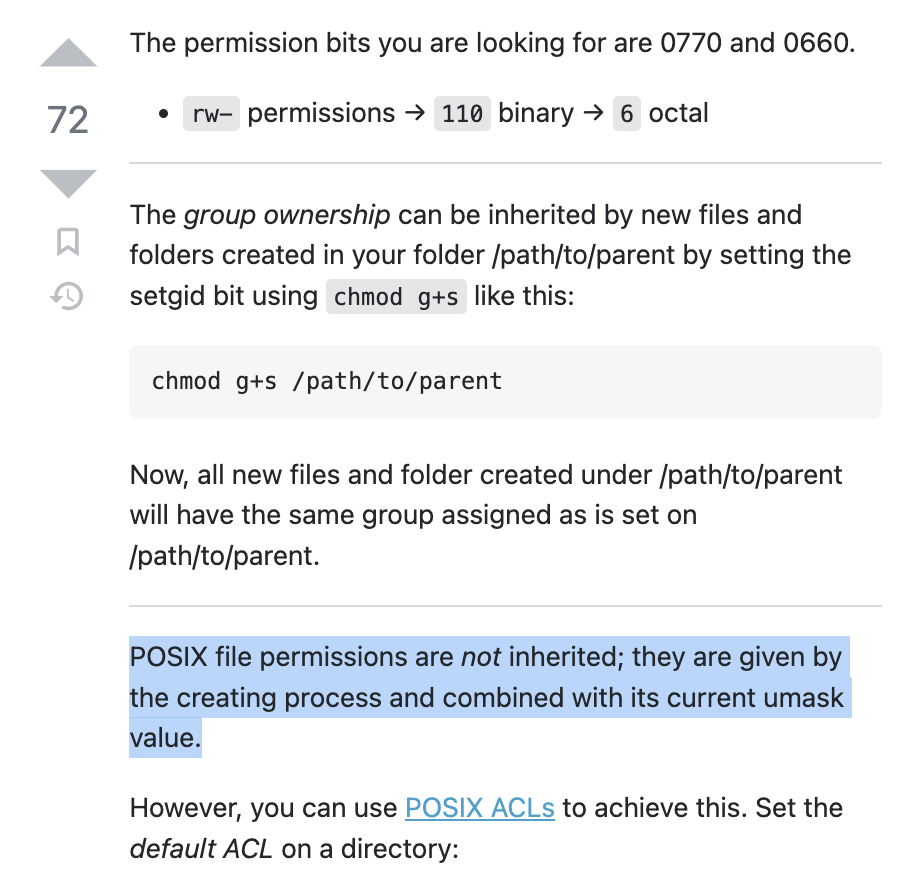 The permission bits you are looking for are 0770 and 0660.
72
• rw- permissions → 110 binary → 6 octal
The group ownership can be inherited by new files and
folders created in your folder /path/to/parent by setting the
setgid bit using chmod g+s like this:
chmod g+s /path/to/parent
Now, all new files and folder created under /path/to/parent
will have the same group assigned as is set on
/path/to/parent.
POSIX file permissions are not inherited; they are given by
the creating process and combined with its current umask
value.
However, you can use POSIX ACLs to achieve this. Set the
default ACL on a directory: